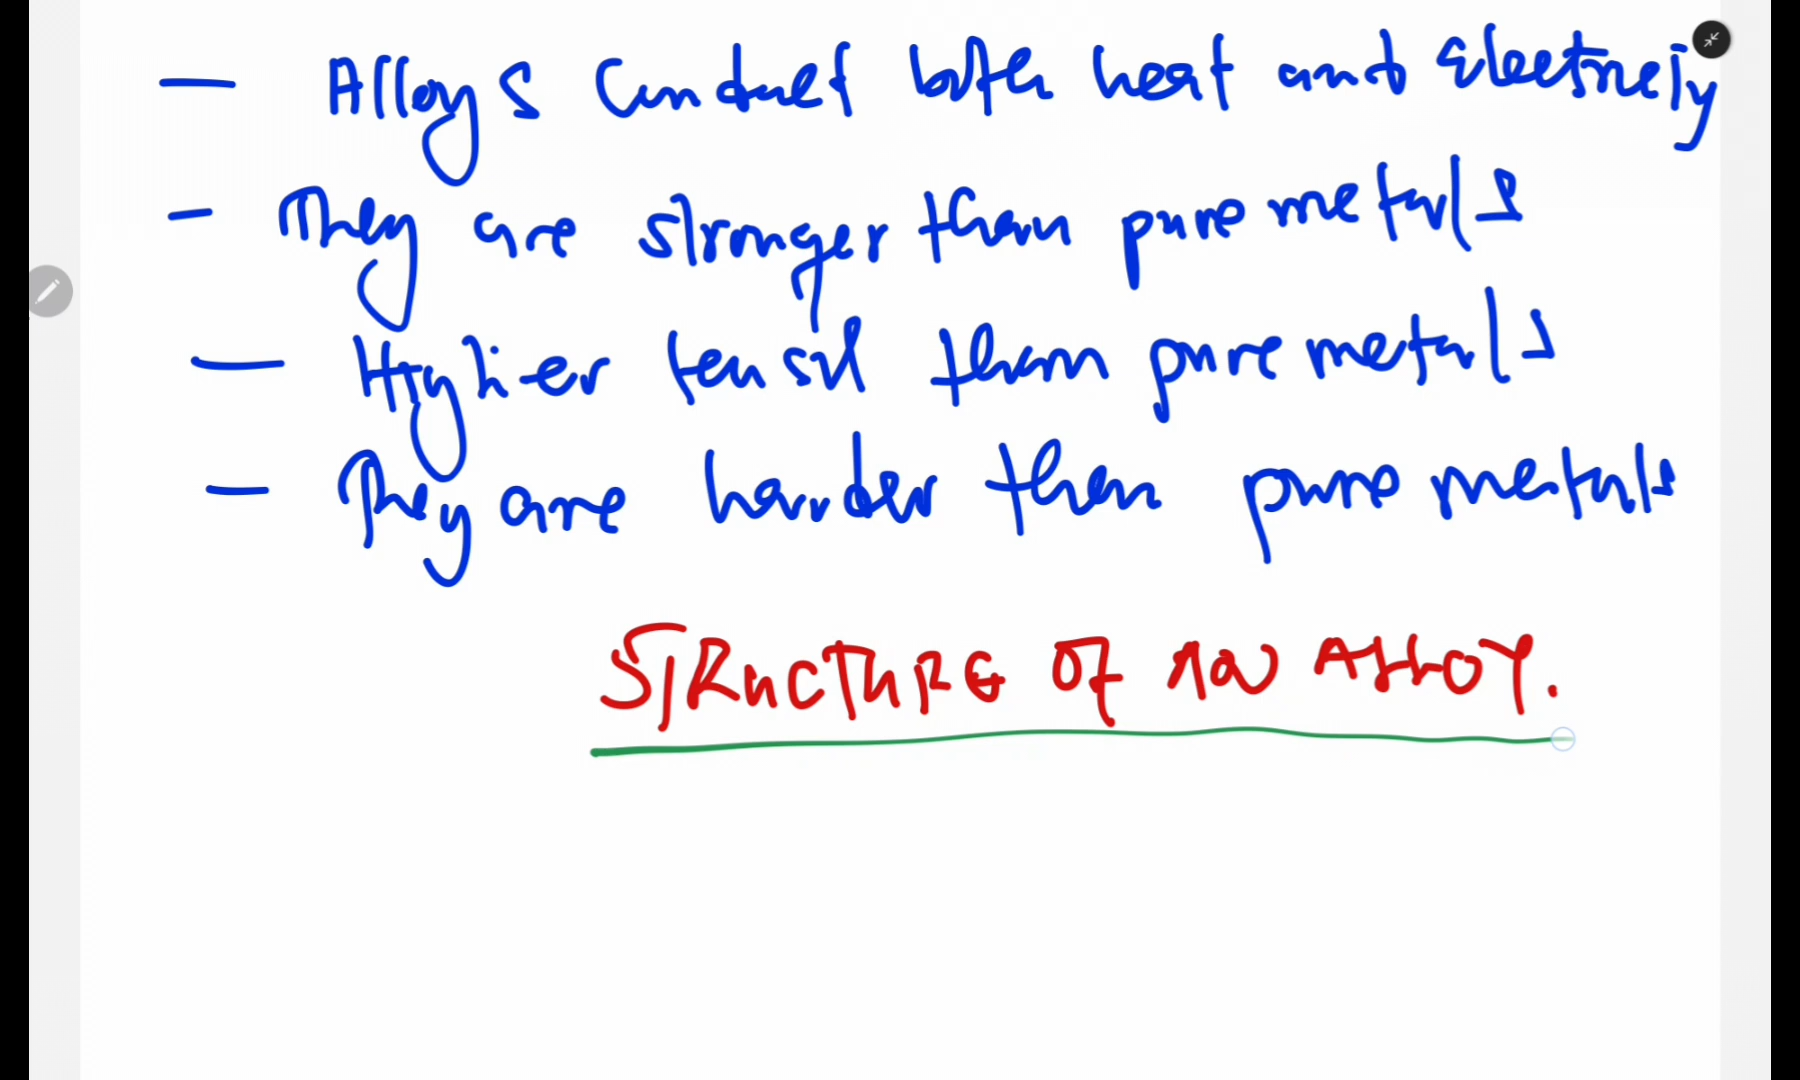 - Alloys Conduct both heat and Electricity
- They are stronger than pure metals
- Highier tensil than pure metals
- They are harder than pure metals
STRUCTURE OF AN ALLOY.